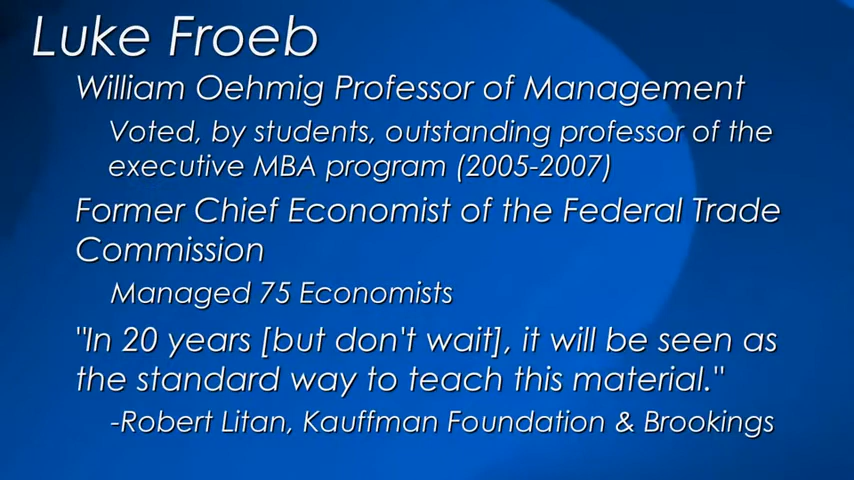 Luke Froeb
William Oehmig Professor of Management
Voted, by students, outstanding professor of the
executive MBA program (2005-2007)
Former Chief Economist of the Federal Trade
Commission
Managed 75 Economists
"In 20 years [but don't wait], it will be seen as
the standard way to teach this material."
-Robert Litan, Kauffman Foundation & Brookings